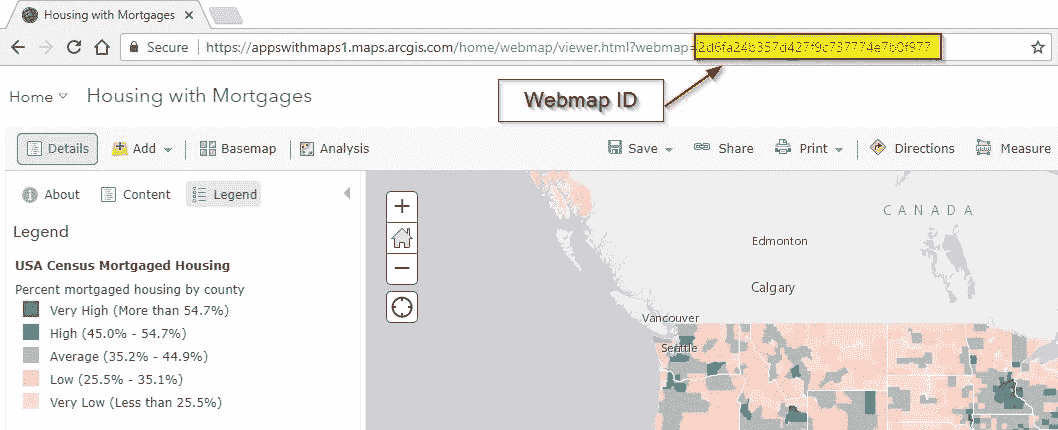 Housing with Mortgages
Secure https://appswithmaps1.maps.arcgis.com/home/webmap/viewer.html?webmap=2d6fa24b357d427f9c737774e7b0f977
Home Housing with Mortgages
Webmap ID
Details Add Basemap Analysis Save Share Print Directions Measure
About Content Legend
Legend
USA Census Mortgaged Housing
Percent mortgaged housing by county
Very High (More than 54.7%)
High (45.0% - 54.7%)
Average (35.2% - 44.9%)
Low (25.5% - 35.1%)
Very Low (Less than 25.5%)
CANADA
Edmonton
Calgary
Vancouver
Seattle